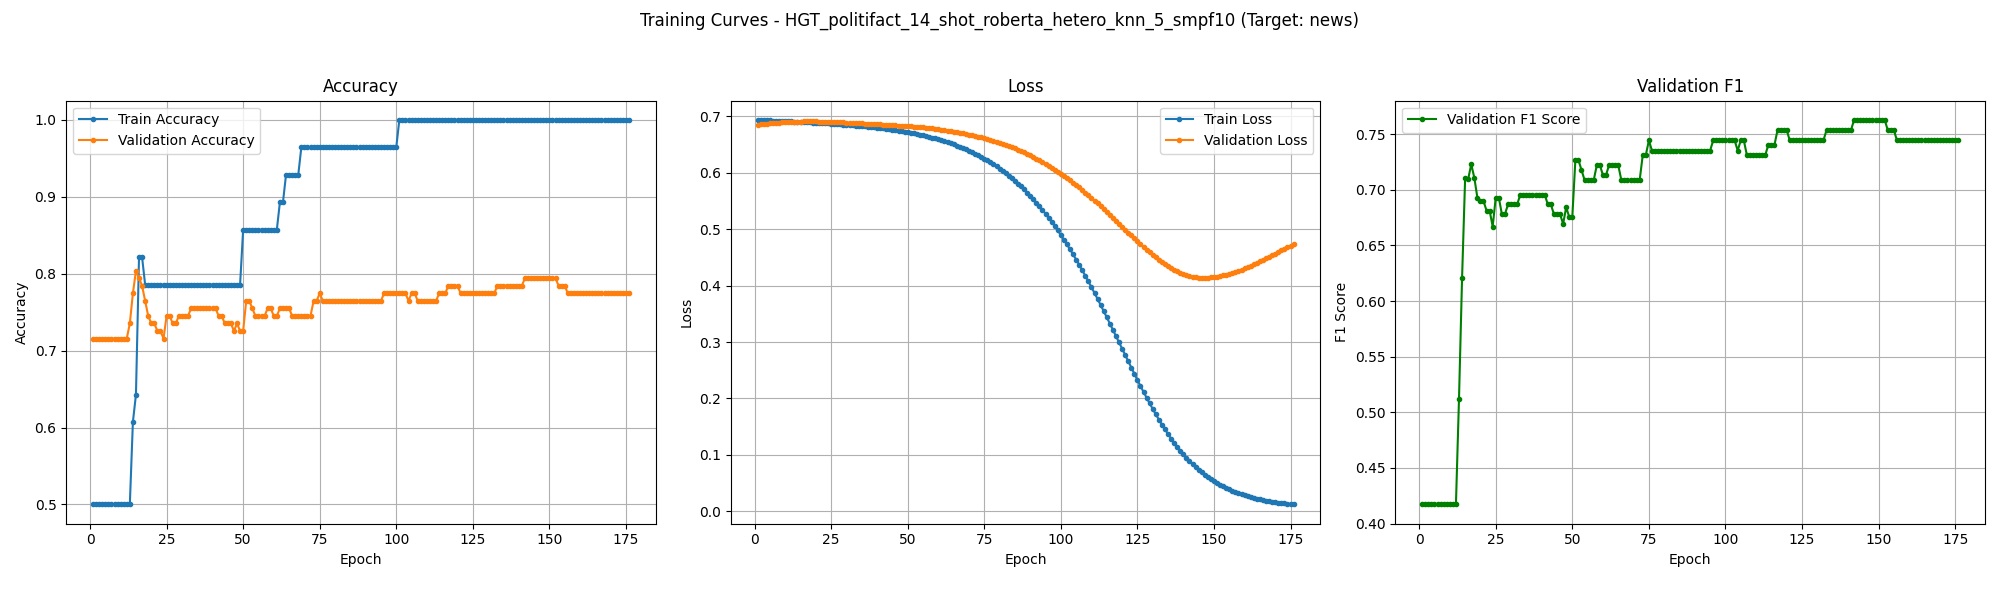 Training Curves - HGT_politifact_14_shot_roberta_hetero_knn_5_smpf10 (Target: news)
Accuracy
Train Accuracy
Validation Accuracy
Accuracy
1.0
0.9
0.8
0.7
0.6
0.5
0 25 50 75 100 125 150 175
Epoch
Loss
Train Loss
Validation Loss
Loss
0.7
0.6
0.5
0.4
0.3
0.2
0.1
0.0
0 25 50 75 100 125 150 175
Epoch
Validation F1
Validation F1 Score
F1 Score
0.75
0.70
0.65
0.60
0.55
0.50
0.45
0.40
0 25 50 75 100 125 150 175
Epoch